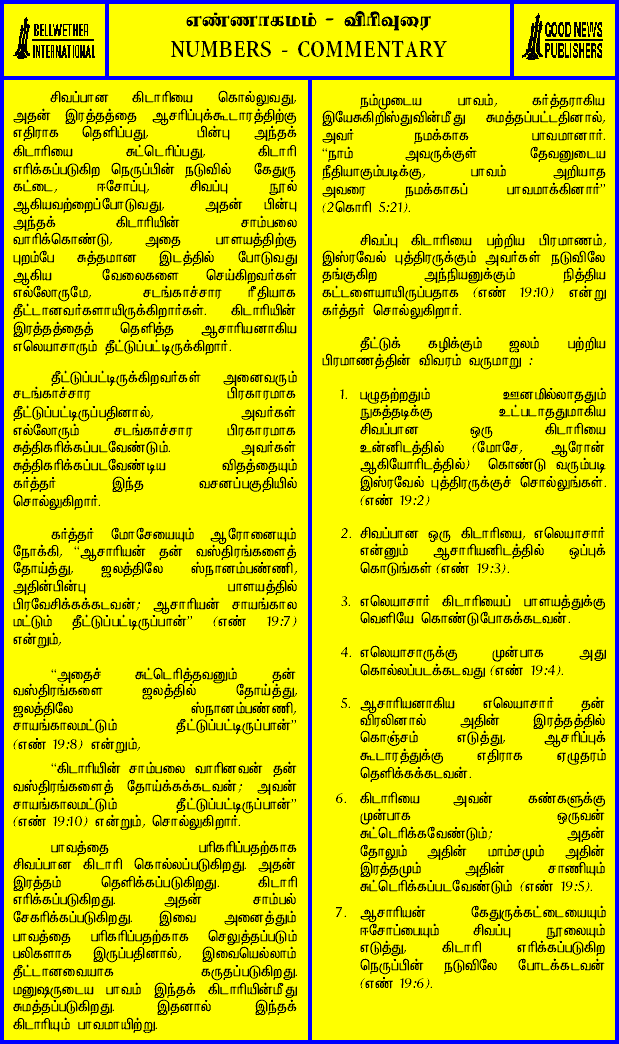 BELLWETHER
INTERNATIONAL
எண்ணாகமம் - விரிவுரை
NUMBERS - COMMENTARY
GOOD NEWS
PUBLISHERS
சிவப்பான கிடாரியை கொல்லுவது,
அதன் இரத்தத்தை ஆசரிப்புக்கூடாரத்திற்கு
எதிராக தெளிப்பது, பின்பு அந்தக்
கிடாரியை சுட்டெரிப்பது, கிடாரி
எரிக்கப்படுகிற நெருப்பின் நடுவில் கேதுரு
கட்டை, ஈசோப்பு, சிவப்பு நூல்
ஆகியவற்றைப்போடுவது, அதன் பின்பு
அந்தக் கிடாரியின் சாம்பலை
வாரிக்கொண்டு, அதை பாளயத்திற்கு
புறம்பே சுத்தமான இடத்தில் போடுவது
ஆகிய வேலைகளை செய்கிறவர்கள்
எல்லோருமே, சடங்காச்சார ரீதியாக
தீட்டானவர்களாயிருக்கிறார்கள். கிடாரியின்
இரத்தத்தைத் தெளித்த ஆசாரியனாகிய
எலெயாசாரும் தீட்டுப்பட்டிருக்கிறார்.
தீட்டுப்பட்டிருக்கிறவர்கள் அனைவரும்
சடங்காச்சார பிரகாரமாக
தீட்டுப்பட்டிருப்பதினால், அவர்கள்
எல்லோரும் சடங்காச்சார பிரகாரமாக
சுத்திகரிக்கப்படவேண்டும். அவர்கள்
சுத்திகரிக்கப்படவேண்டிய விதத்தையும்
கர்த்தர் இந்த வசனப்பகுதியில்
சொல்லுகிறார்.
கர்த்தர் மோசேயையும் ஆரோனையும்
நோக்கி, "ஆசாரியன் தன் வஸ்திரங்களைத்
தோய்த்து, ஜலத்திலே ஸ்நானம்பண்ணி,
அதின்பின்பு பாளயத்தில்
பிரவேசிக்கக்கடவன்; ஆசாரியன் சாயங்கால
மட்டும் தீட்டுப்பட்டிருப்பான்" (எண் 19:7)
என்றும்,
"அதைச் சுட்டெரித்தவனும் தன்
வஸ்திரங்களை ஜலத்தில் தோய்த்து,
ஜலத்திலே ஸ்நானம்பண்ணி,
சாயங்காலமட்டும் தீட்டுப்பட்டிருப்பான்"
(எண் 19:8) என்றும்,
"கிடாரியின் சாம்பலை வாரினவன் தன்
வஸ்திரங்களைத் தோய்க்கக்கடவன்; அவன்
சாயங்காலமட்டும் தீட்டுப்பட்டிருப்பான்"
(எண் 19:10) என்றும், சொல்லுகிறார்.
பாவத்தை பரிகரிப்பதற்காக
சிவப்பான கிடாரி கொல்லப்படுகிறது. அதன்
இரத்தம் தெளிக்கப்படுகிறது. கிடாரி
எரிக்கப்படுகிறது. அதன் சாம்பல்
சேகரிக்கப்படுகிறது. இவை அனைத்தும்
பாவத்தை பரிகரிப்பதற்காக செலுத்தப்படும்
பலிகளாக இருப்பதினால், இவையெல்லாம்
தீட்டானவையாக கருதப்படுகிறது.
மனுஷருடைய பாவம் இந்தக் கிடாரியின்மீது
சுமத்தப்படுகிறது. இதனால் இந்தக்
கிடாரியும் பாவமாயிற்று.
நம்முடைய பாவம், கர்த்தராகிய
இயேசுகிறிஸ்துவின்மீது சுமத்தப்பட்டதினால்,
அவர் நமக்காக பாவமானார்.
"நாம் அவருக்குள் தேவனுடைய
நீதியாகும்படிக்கு, பாவம் அறியாத
அவரை நமக்காகப் பாவமாக்கினார்"
(2கொரி 5:21).
சிவப்பு கிடாரியை பற்றிய பிரமாணம்,
இஸ்ரவேல் புத்திரருக்கும் அவர்கள் நடுவிலே
தங்குகிற அந்நியனுக்கும் நித்திய
கட்டளையாயிருப்பதாக (எண் 19:10) என்று
கர்த்தர் சொல்லுகிறார்.
தீட்டுக் கழிக்கும் ஜலம் பற்றிய
பிரமாணத்தின் விவரம் வருமாறு :
1. பழுதற்றதும் ஊனமில்லாததும்
நுகத்தடிக்கு உட்படாததுமாகிய
சிவப்பான ஒரு கிடாரியை
உன்னிடத்தில் (மோசே, ஆரோன்
ஆகியோரிடத்தில்) கொண்டு வரும்படி
இஸ்ரவேல் புத்திரருக்குச் சொல்லுங்கள்.
(எண் 19:2)
2. சிவப்பான ஒரு கிடாரியை, எலெயாசார்
என்னும் ஆசாரியனிடத்தில் ஒப்புக்
கொடுங்கள் (எண் 19:3).
3. எலெயாசார் கிடாரியைப் பாளயத்துக்கு
வெளியே கொண்டுபோகக்கடவன்.
4. எலெயாசாருக்கு முன்பாக அது
கொல்லப்படக்கடவது (எண் 19:4).
5. ஆசாரியனாகிய எலெயாசார் தன்
விரலினால் அதின் இரத்தத்தில்
கொஞ்சம் எடுத்து, ஆசரிப்புக்
கூடாரத்துக்கு எதிராக ஏழுதரம்
தெளிக்கக்கடவன்.
6. கிடாரியை அவன் கண்களுக்கு
முன்பாக ஒருவன்
சுட்டெரிக்கவேண்டும்; அதன்
தோலும் அதின் மாம்சமும் அதின்
இரத்தமும் அதின் சாணியும்
சுட்டெரிக்கப்படவேண்டும் (எண் 19:5).
7. ஆசாரியன் கேதுருக்கட்டையையும்
ஈசோப்பையும் சிவப்பு நூலையும்
எடுத்து, கிடாரி எரிக்கப்படுகிற
நெருப்பின் நடுவிலே போடக்கடவன்
(எண் 19:6).